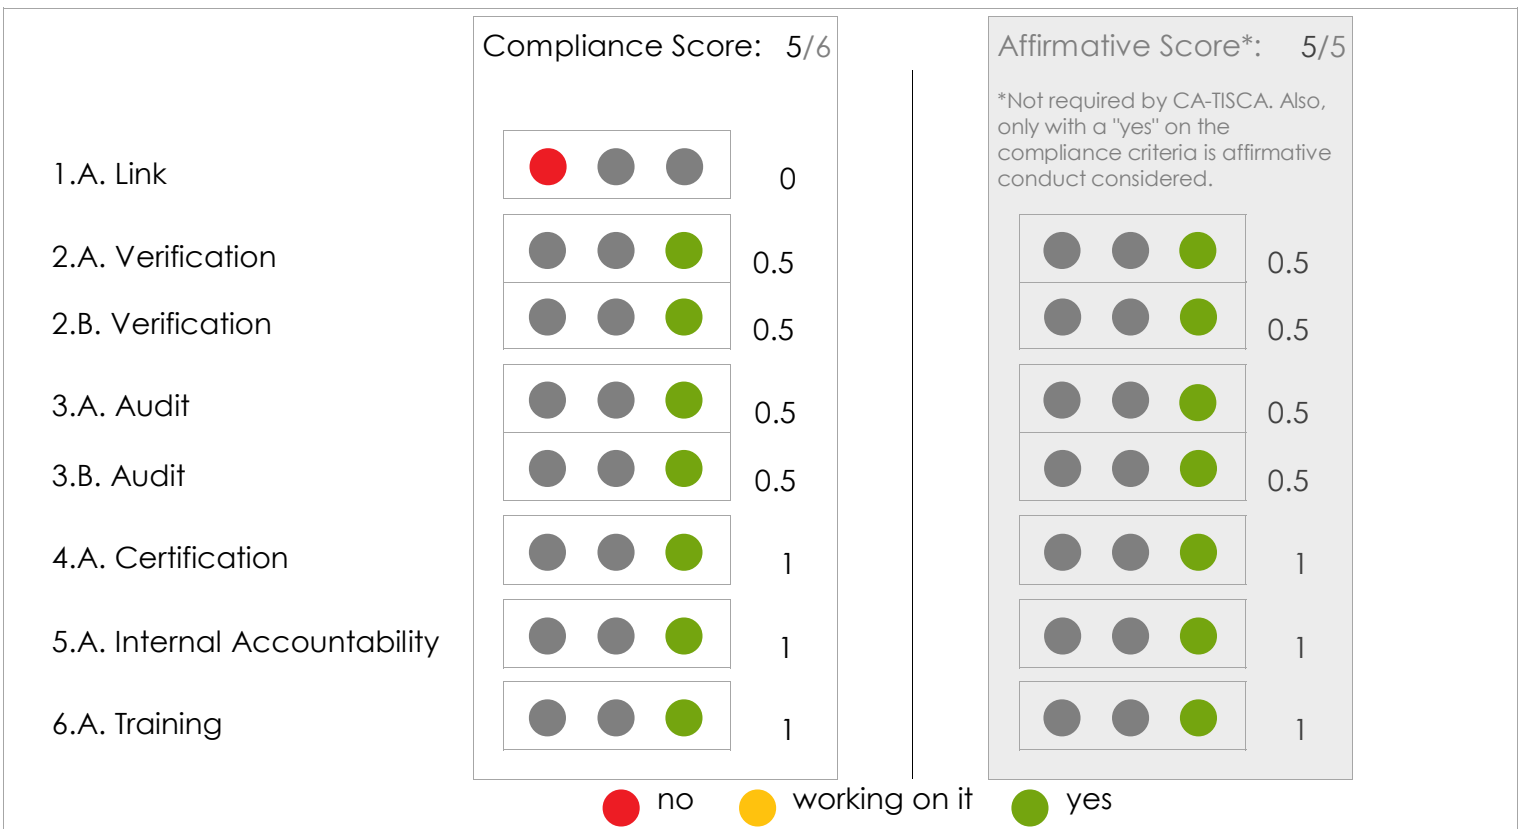 Compliance Score: 5/6
Affirmative Score*: 5/5
*Not required by CA-TISCA. Also,
only with a "yes" on the
compliance criteria is affirmative
conduct considered.
1.A. Link 0
2.A. Verification 0.5 0.5
2.B. Verification 0.5 0.5
3.A. Audit 0.5 0.5
3.B. Audit 0.5 0.5
4.A. Certification 1 1
5.A. Internal Accountability 1 1
6.A. Training 1 1
no working on it yes